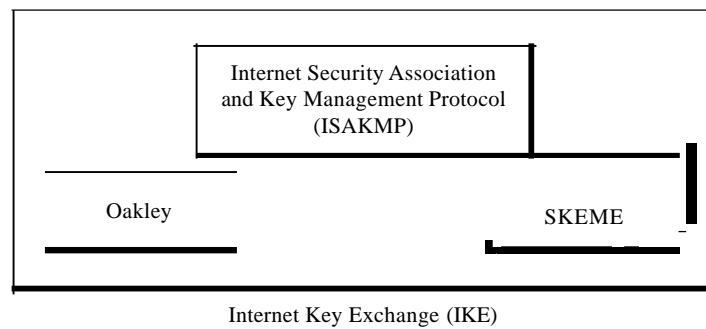 Internet Security Association
and Key Management Protocol
(ISAKMP)
Oakley
SKEME
Internet Key Exchange (IKE)